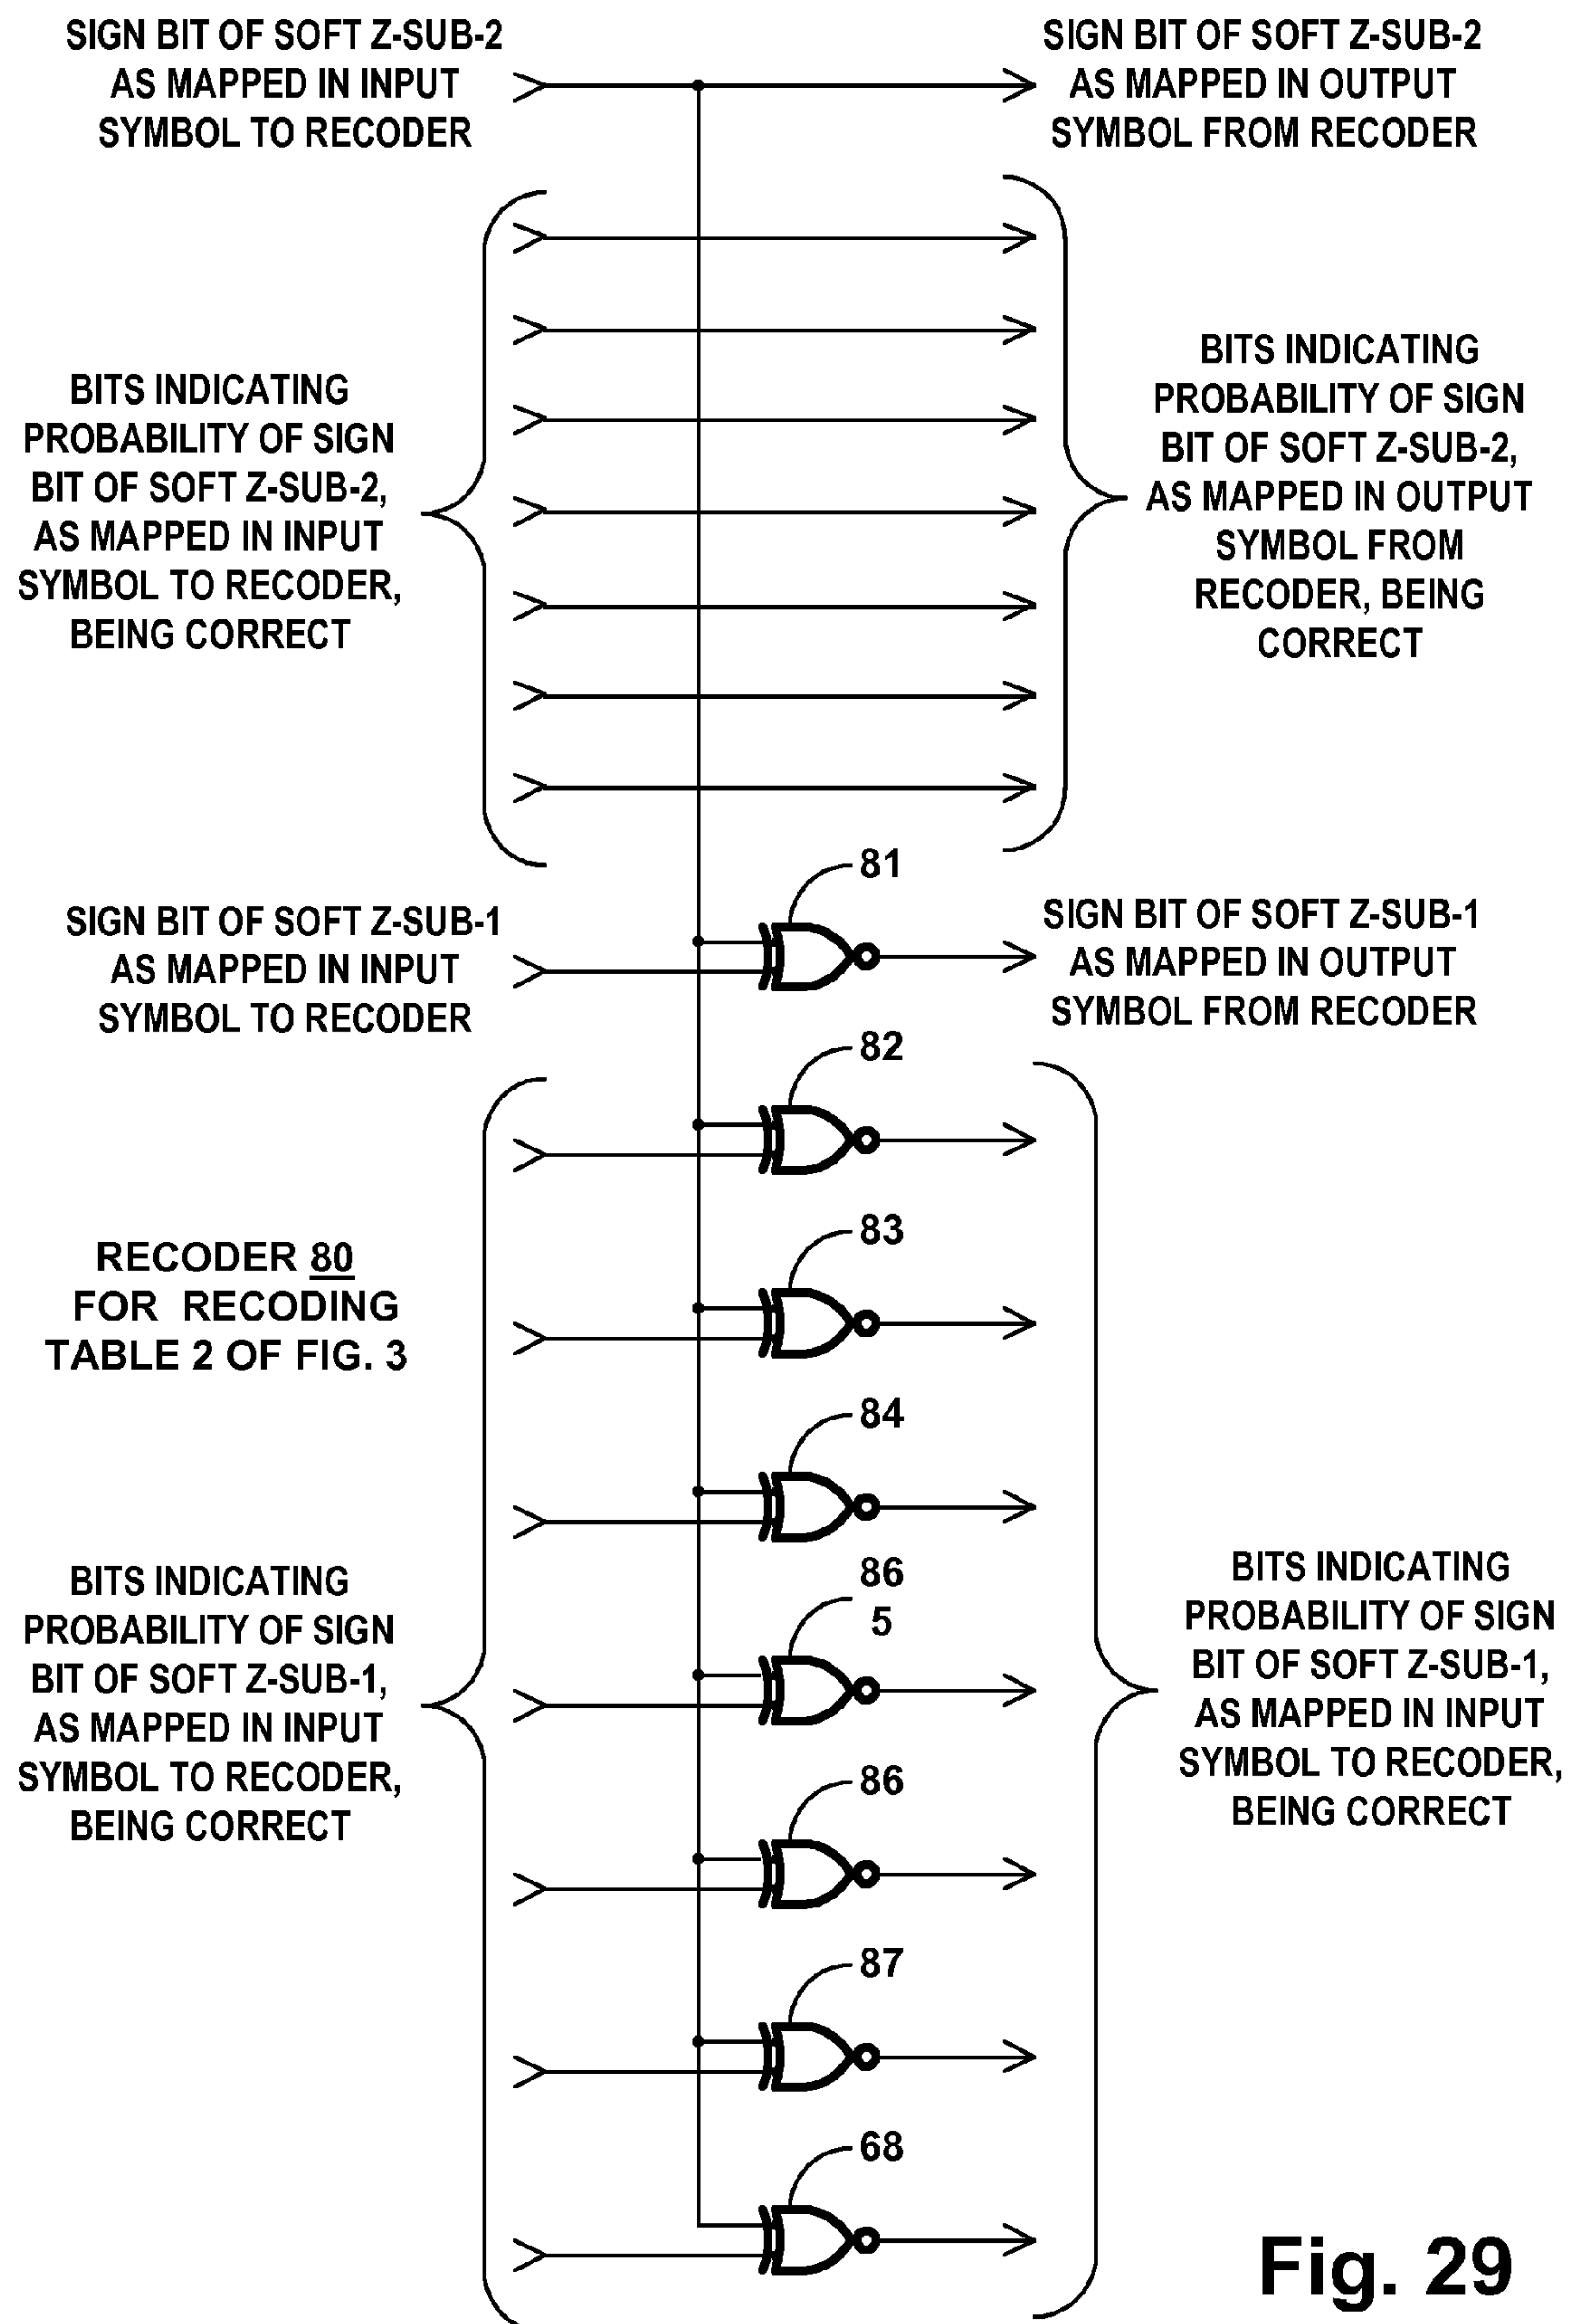 SIGN BIT OF SOFT Z-SUB-2
AS MAPPED IN INPUT
SYMBOL TO RECODER
SIGN BIT OF SOFT Z-SUB-2
AS MAPPED IN OUTPUT
SYMBOL FROM RECODER
BITS INDICATING
PROBABILITY OF SIGN
BIT OF SOFT Z-SUB-2,
AS MAPPED IN INPUT
SYMBOL TO RECODER,
BEING CORRECT
BITS INDICATING
PROBABILITY OF SIGN
BIT OF SOFT Z-SUB-2,
AS MAPPED IN OUTPUT
SYMBOL FROM
RECODER, BEING
CORRECT
81
SIGN BIT OF SOFT Z-SUB-1
AS MAPPED IN INPUT
SYMBOL TO RECODER
SIGN BIT OF SOFT Z-SUB-1
AS MAPPED IN OUTPUT
SYMBOL FROM RECODER
82
83
RECODER 80
FOR RECODING
TABLE 2 OF FIG. 3
84
86
5
BITS INDICATING
PROBABILITY OF SIGN
BIT OF SOFT Z-SUB-1,
AS MAPPED IN INPUT
SYMBOL TO RECODER,
BEING CORRECT
BITS INDICATING
PROBABILITY OF SIGN
BIT OF SOFT Z-SUB-1,
AS MAPPED IN INPUT
SYMBOL TO RECODER,
BEING CORRECT
86
87
68
Fig. 29